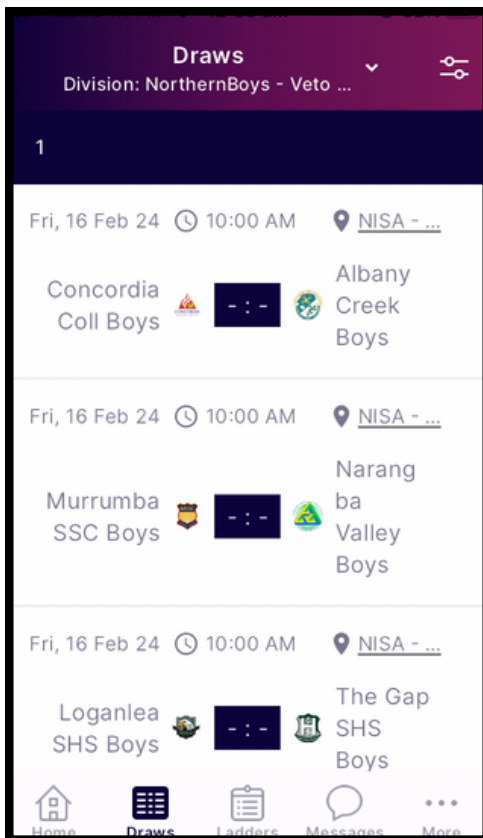 Draws
Division: NorthernBoys - Veto ...
1
Fri, 16 Feb 24 10:00 AM NISA - ...
Concordia
Coll Boys
- : -
Albany
Creek
Boys
Fri, 16 Feb 24 10:00 AM NISA - ...
Murrumba
SSC Boys
- : -
Narang
ba
Valley
Boys
Fri, 16 Feb 24 10:00 AM NISA - ...
Loganlea
SHS Boys
- : -
The Gap
SHS
Boys
Home Draws Ladders Messages More